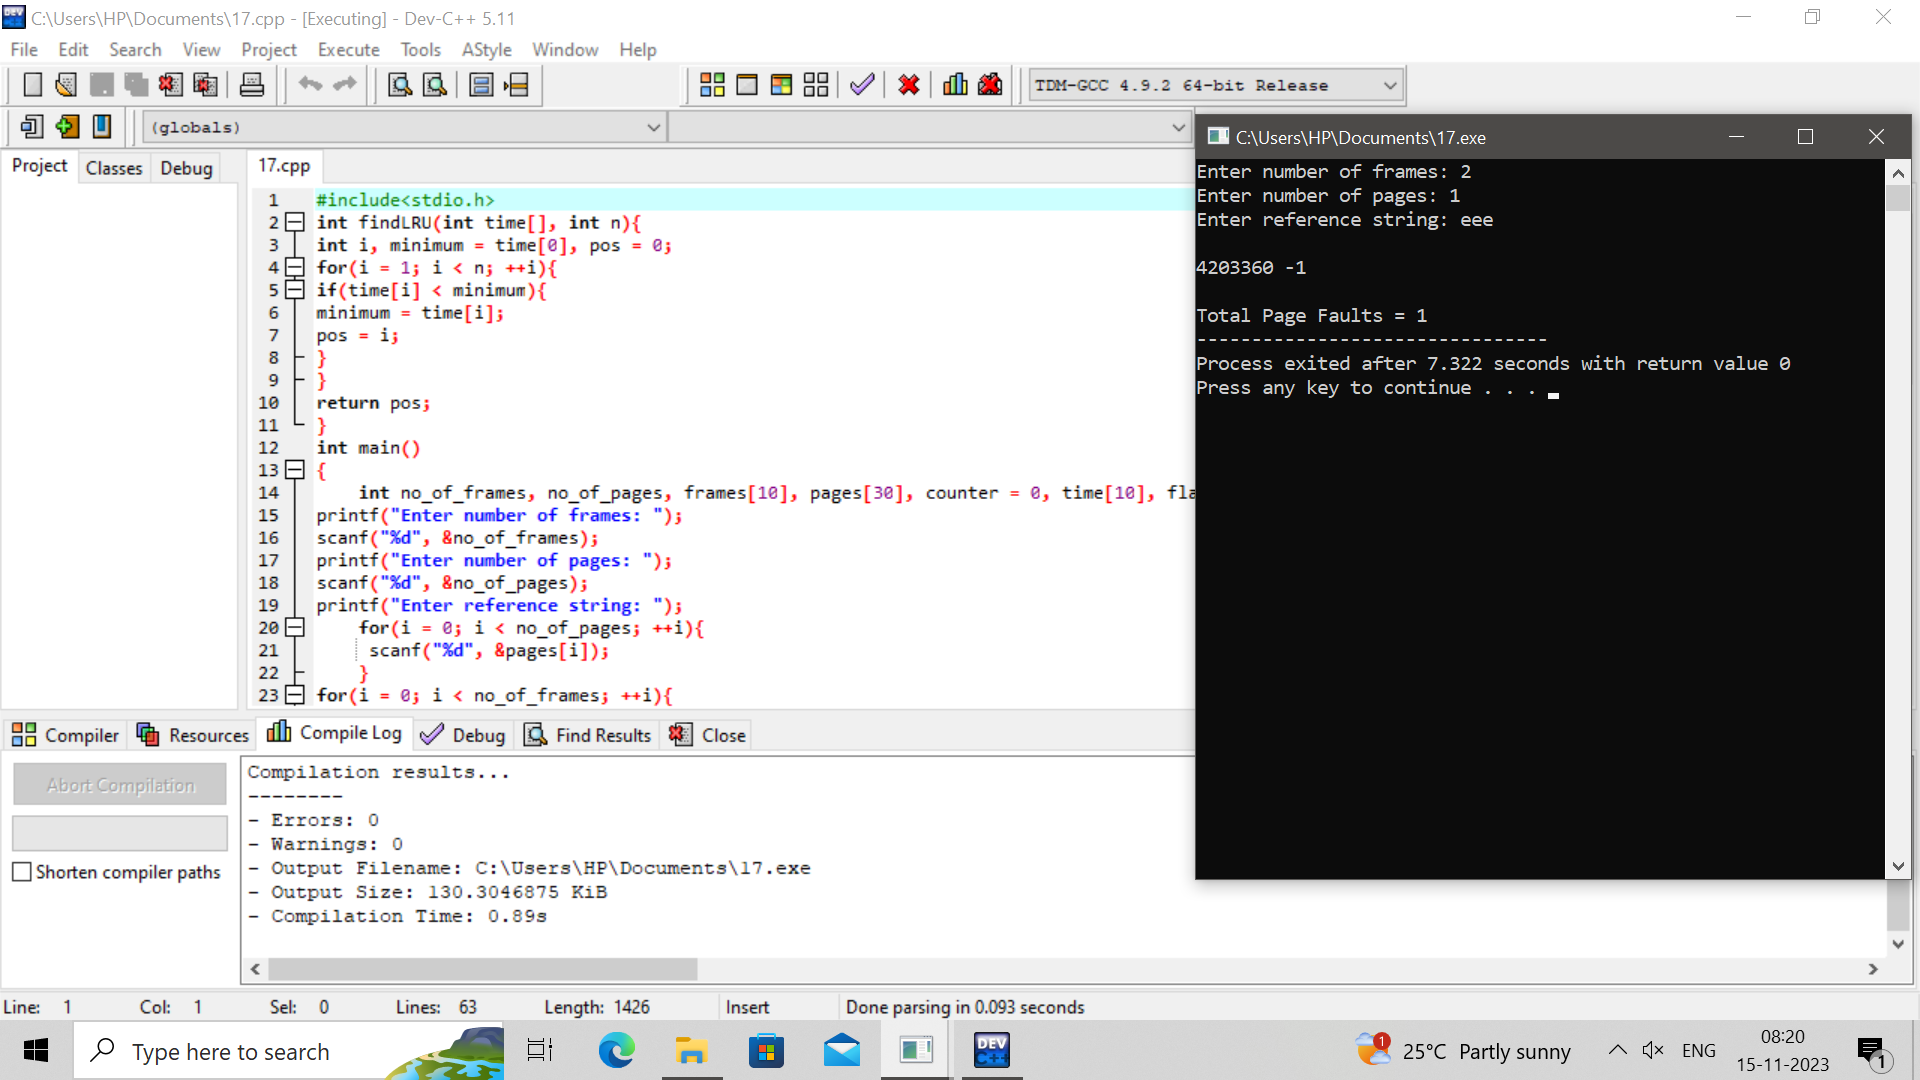 C:\Users\HP\Documents\17.cpp - [Executing] - Dev-C++ 5.11
File Edit Search View Project Execute Tools AStyle Window Help
TDM-GCC 4.9.2 64-bit Release
(globals)
Project Classes Debug
17.cpp
1 #include<stdio.h>
2 int findLRU(int time[], int n){
3 int i, minimum = time[0], pos = 0;
4 for(i = 1; i < n; ++i){
5 if(time[i] < minimum){
6 minimum = time[i];
7 pos = i;
8 }
9 }
10 return pos;
11 }
12 int main()
13 {
14 int no_of_frames, no_of_pages, frames[10], pages[30], counter = 0, time[10], fla
15 printf("Enter number of frames: ");
16 scanf("%d", &no_of_frames);
17 printf("Enter number of pages: ");
18 scanf("%d", &no_of_pages);
19 printf("Enter reference string: ");
20 for(i = 0; i < no_of_pages; ++i){
21 scanf("%d", &pages[i]);
22 }
23 for(i = 0; i < no_of_frames; ++i){
C:\Users\HP\Documents\17.exe
Enter number of frames: 2
Enter number of pages: 1
Enter reference string: eee
4203360 -1
Total Page Faults = 1
--------------------------------
Process exited after 7.322 seconds with return value 0
Press any key to continue . . .
Compiler Resources Compile Log Debug Find Results Close
Abort Compilation
Shorten compiler paths
Compilation results...
--------
- Errors: 0
- Warnings: 0
- Output Filename: C:\Users\HP\Documents\17.exe
- Output Size: 130.3046875 KiB
- Compilation Time: 0.89s
Line: 1 Col: 1 Sel: 0 Lines: 63 Length: 1426 Insert Done parsing in 0.093 seconds
Type here to search
DEV C++
1
25°C Partly sunny
ENG
08:20
15-11-2023
1